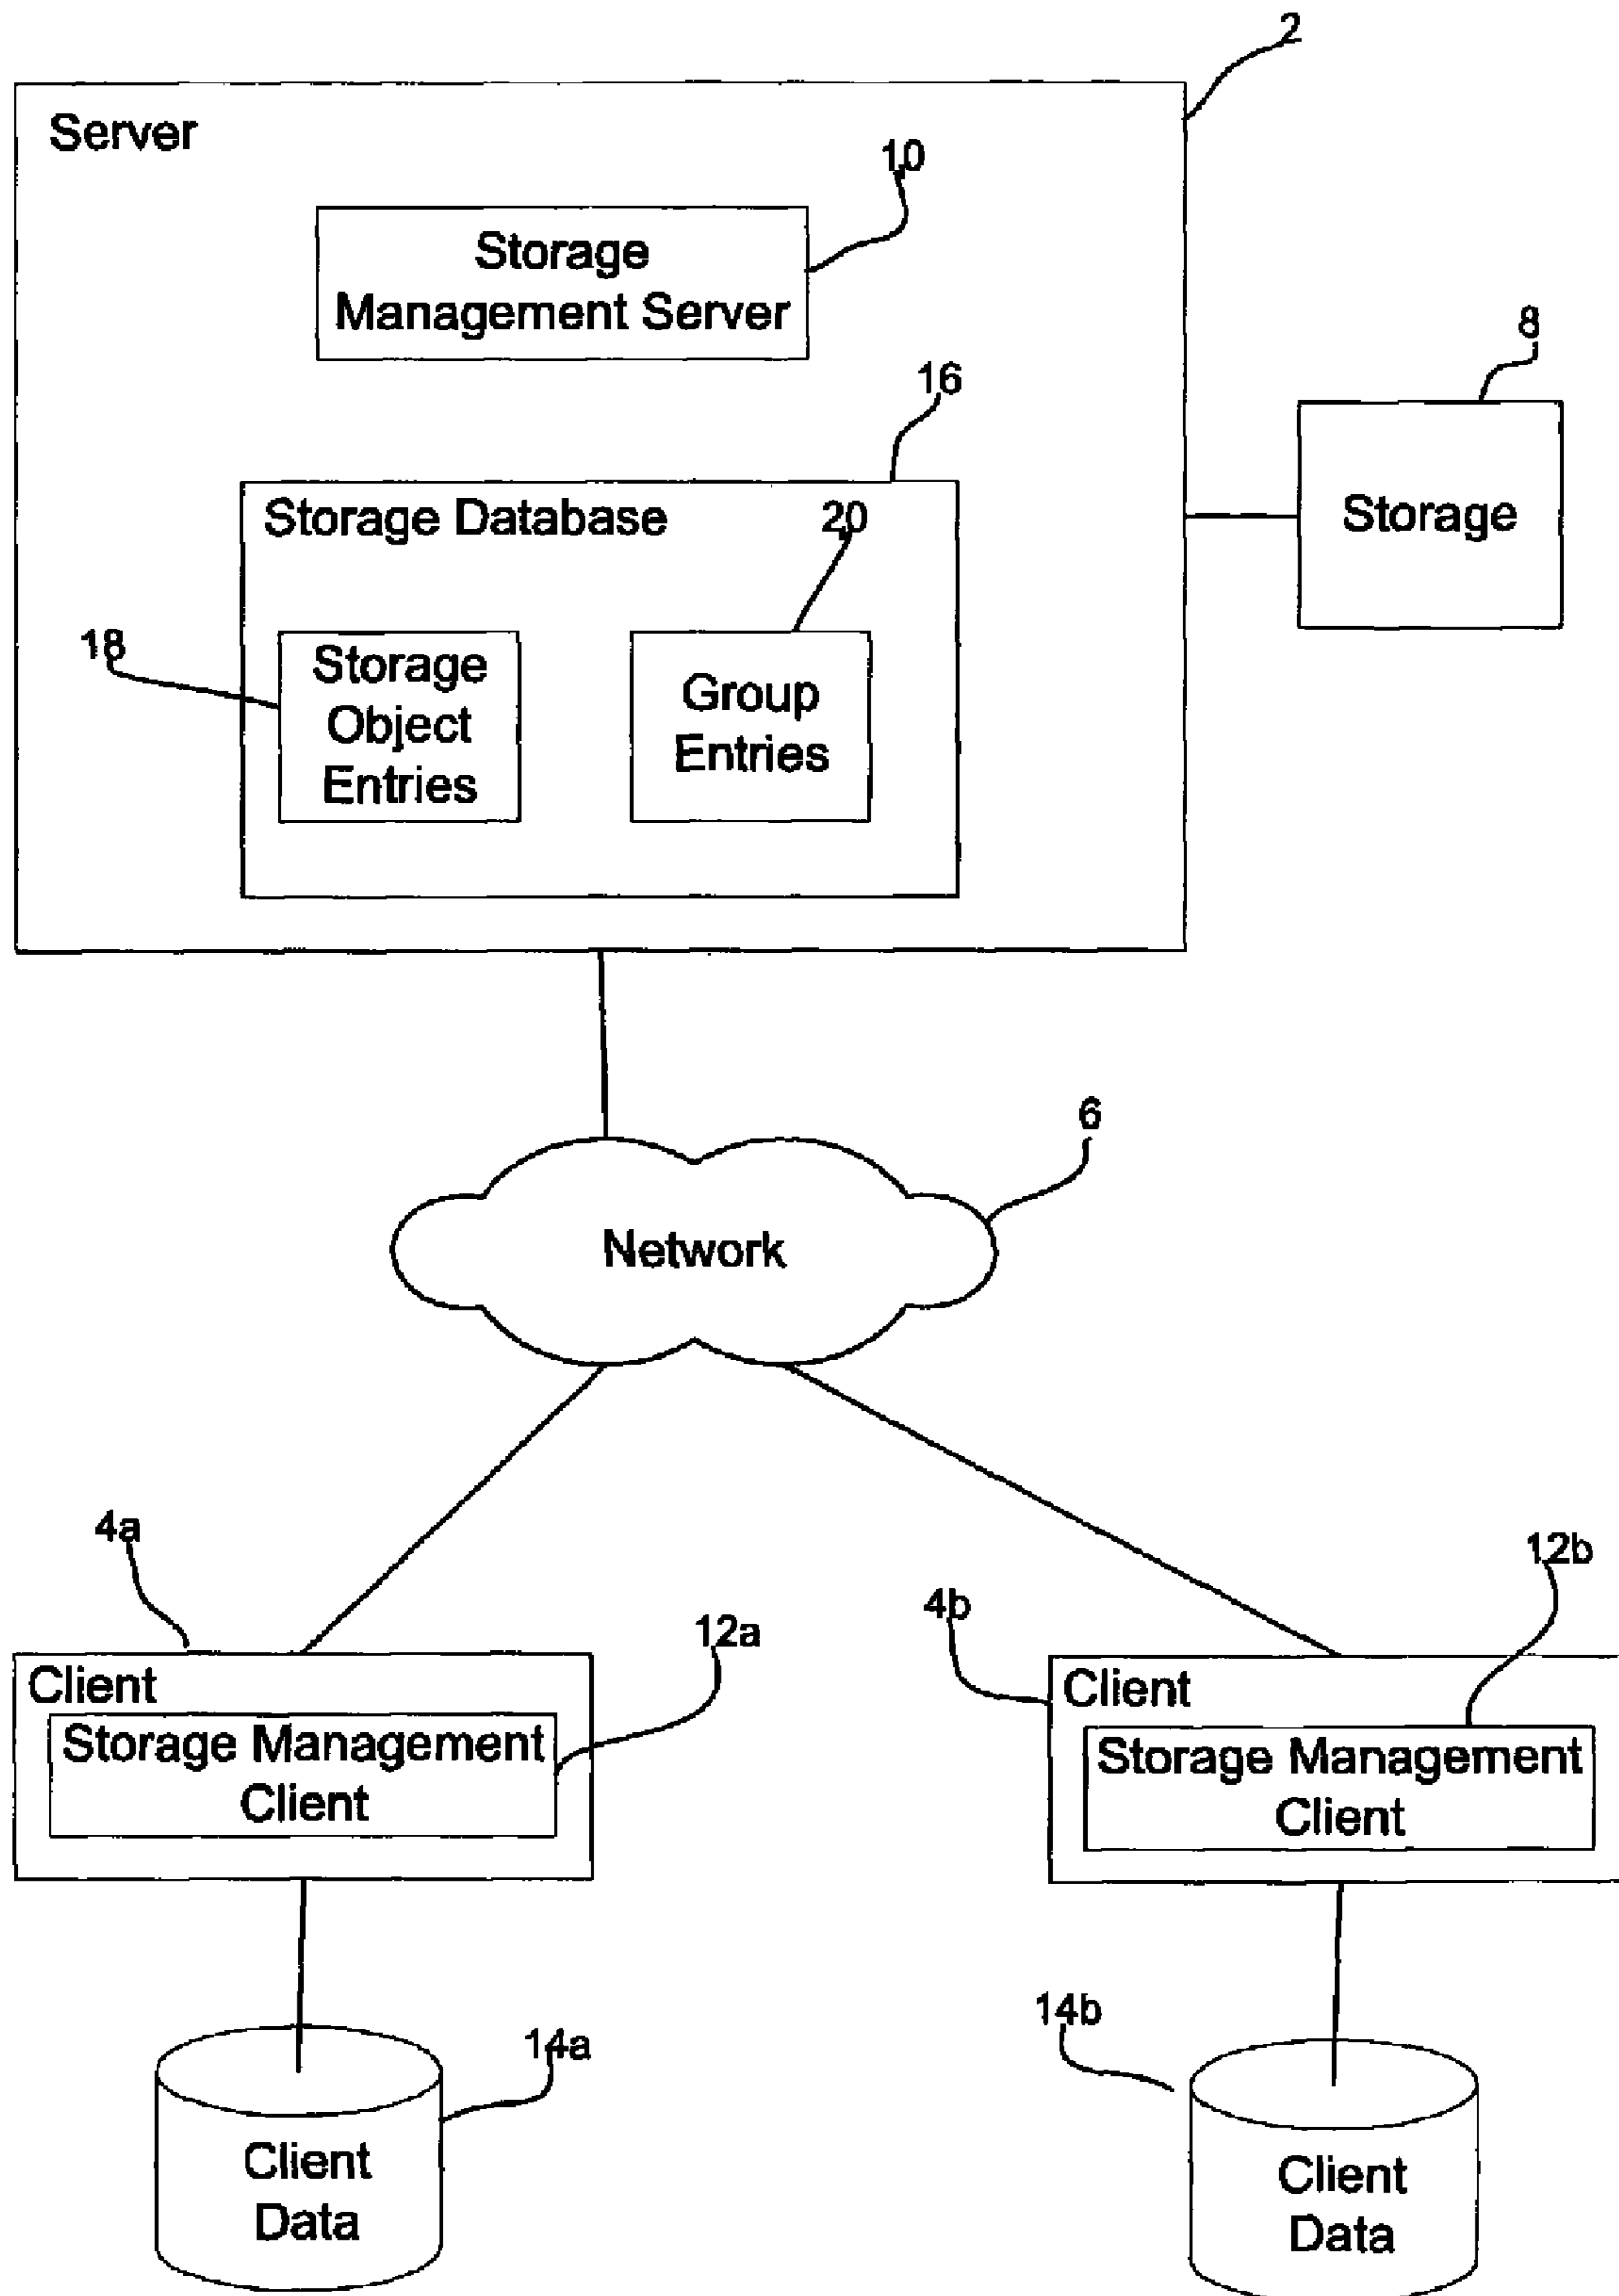 2
Server
10
Storage
Management Server
8
16
Storage Database
20
Storage
18
Storage
Object
Entries
Group
Entries
6
Network
4a
12b
12a
4b
Client
Storage Management
Client
Client
Storage Management
Client
14a
14b
Client
Data
Client
Data